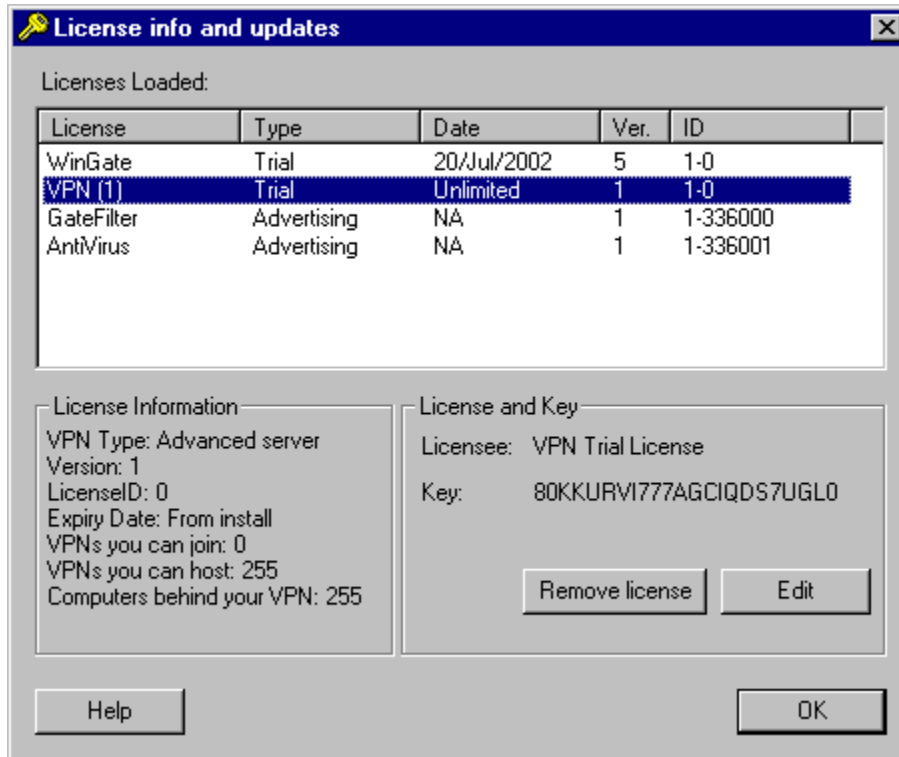 License info and updates
Licenses Loaded:
License Type Date Ver. ID
WinGate Trial 20/Jul/2002 5 1-0
VPN (1) Trial Unlimited 1 1-0
GateFilter Advertising NA 1 1-336000
AntiVirus Advertising NA 1 1-336001
License Information
VPN Type: Advanced server
Version: 1
LicenseID: 0
Expiry Date: From install
VPNs you can join: 0
VPNs you can host: 255
Computers behind your VPN: 255
License and Key
Licensee: VPN Trial License
Key: 80KKURVI777AGCIQDS7UGL0
Remove license Edit
Help OK